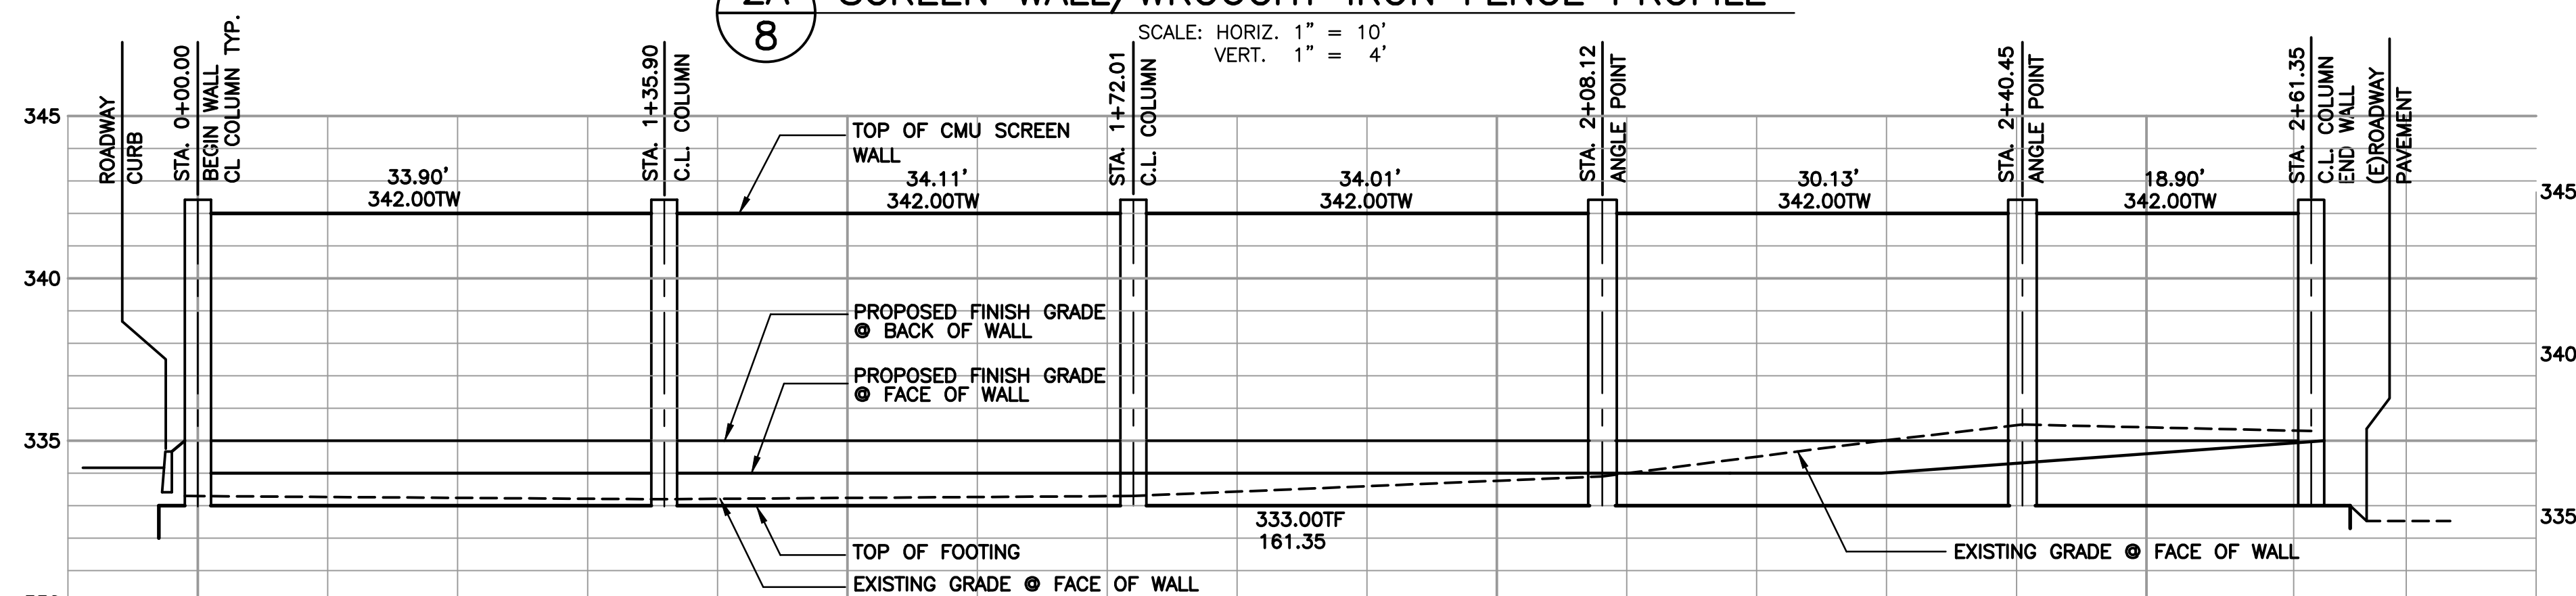 SCREEN WALL/WROUGHT IRON FENCE PROFILE
8
SCALE: HORIZ. 1" = 10'
VERT. 1" = 4'
ROADWAY
CURB
STA. 0+00.00
BEGIN WALL
CL COLUMN TYP.
STA. 1+35.90
C.L. COLUMN
STA. 1+72.01
C.L. COLUMN
STA. 2+08.12
ANGLE POINT
STA. 2+40.45
ANGLE POINT
STA. 2+61.35
C.L. COLUMN
END WALL
(E)ROADWAY
PAVEMENT
345
TOP OF CMU SCREEN
WALL
33.90'
342.00TW
34.11'
342.00TW
34.01'
342.00TW
30.13'
342.00TW
18.90'
342.00TW
345
340
PROPOSED FINISH GRADE
@ BACK OF WALL
340
PROPOSED FINISH GRADE
@ FACE OF WALL
335
333.00TF
161.35
335
TOP OF FOOTING
EXISTING GRADE @ FACE OF WALL
EXISTING GRADE @ FACE OF WALL